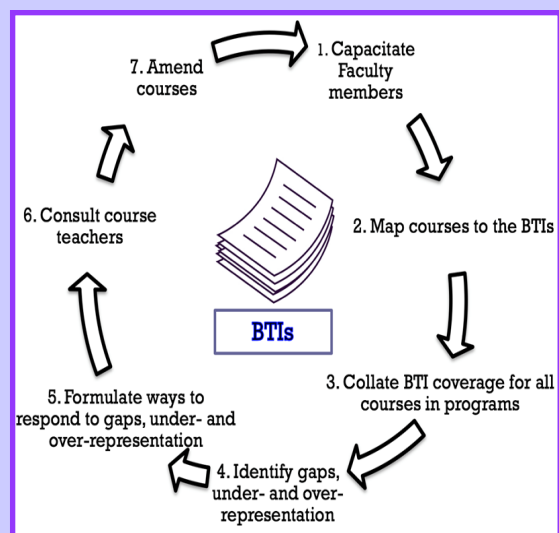 1. Capacitate
Faculty
members
2. Map courses to the BTIs
3. Collate BTI coverage for all
courses in programs
4. Identify gaps,
under- and over-
representation
5. Formulate ways to
respond to gaps, under- and
over-representation
6. Consult course
teachers
7. Amend
courses
BTIs